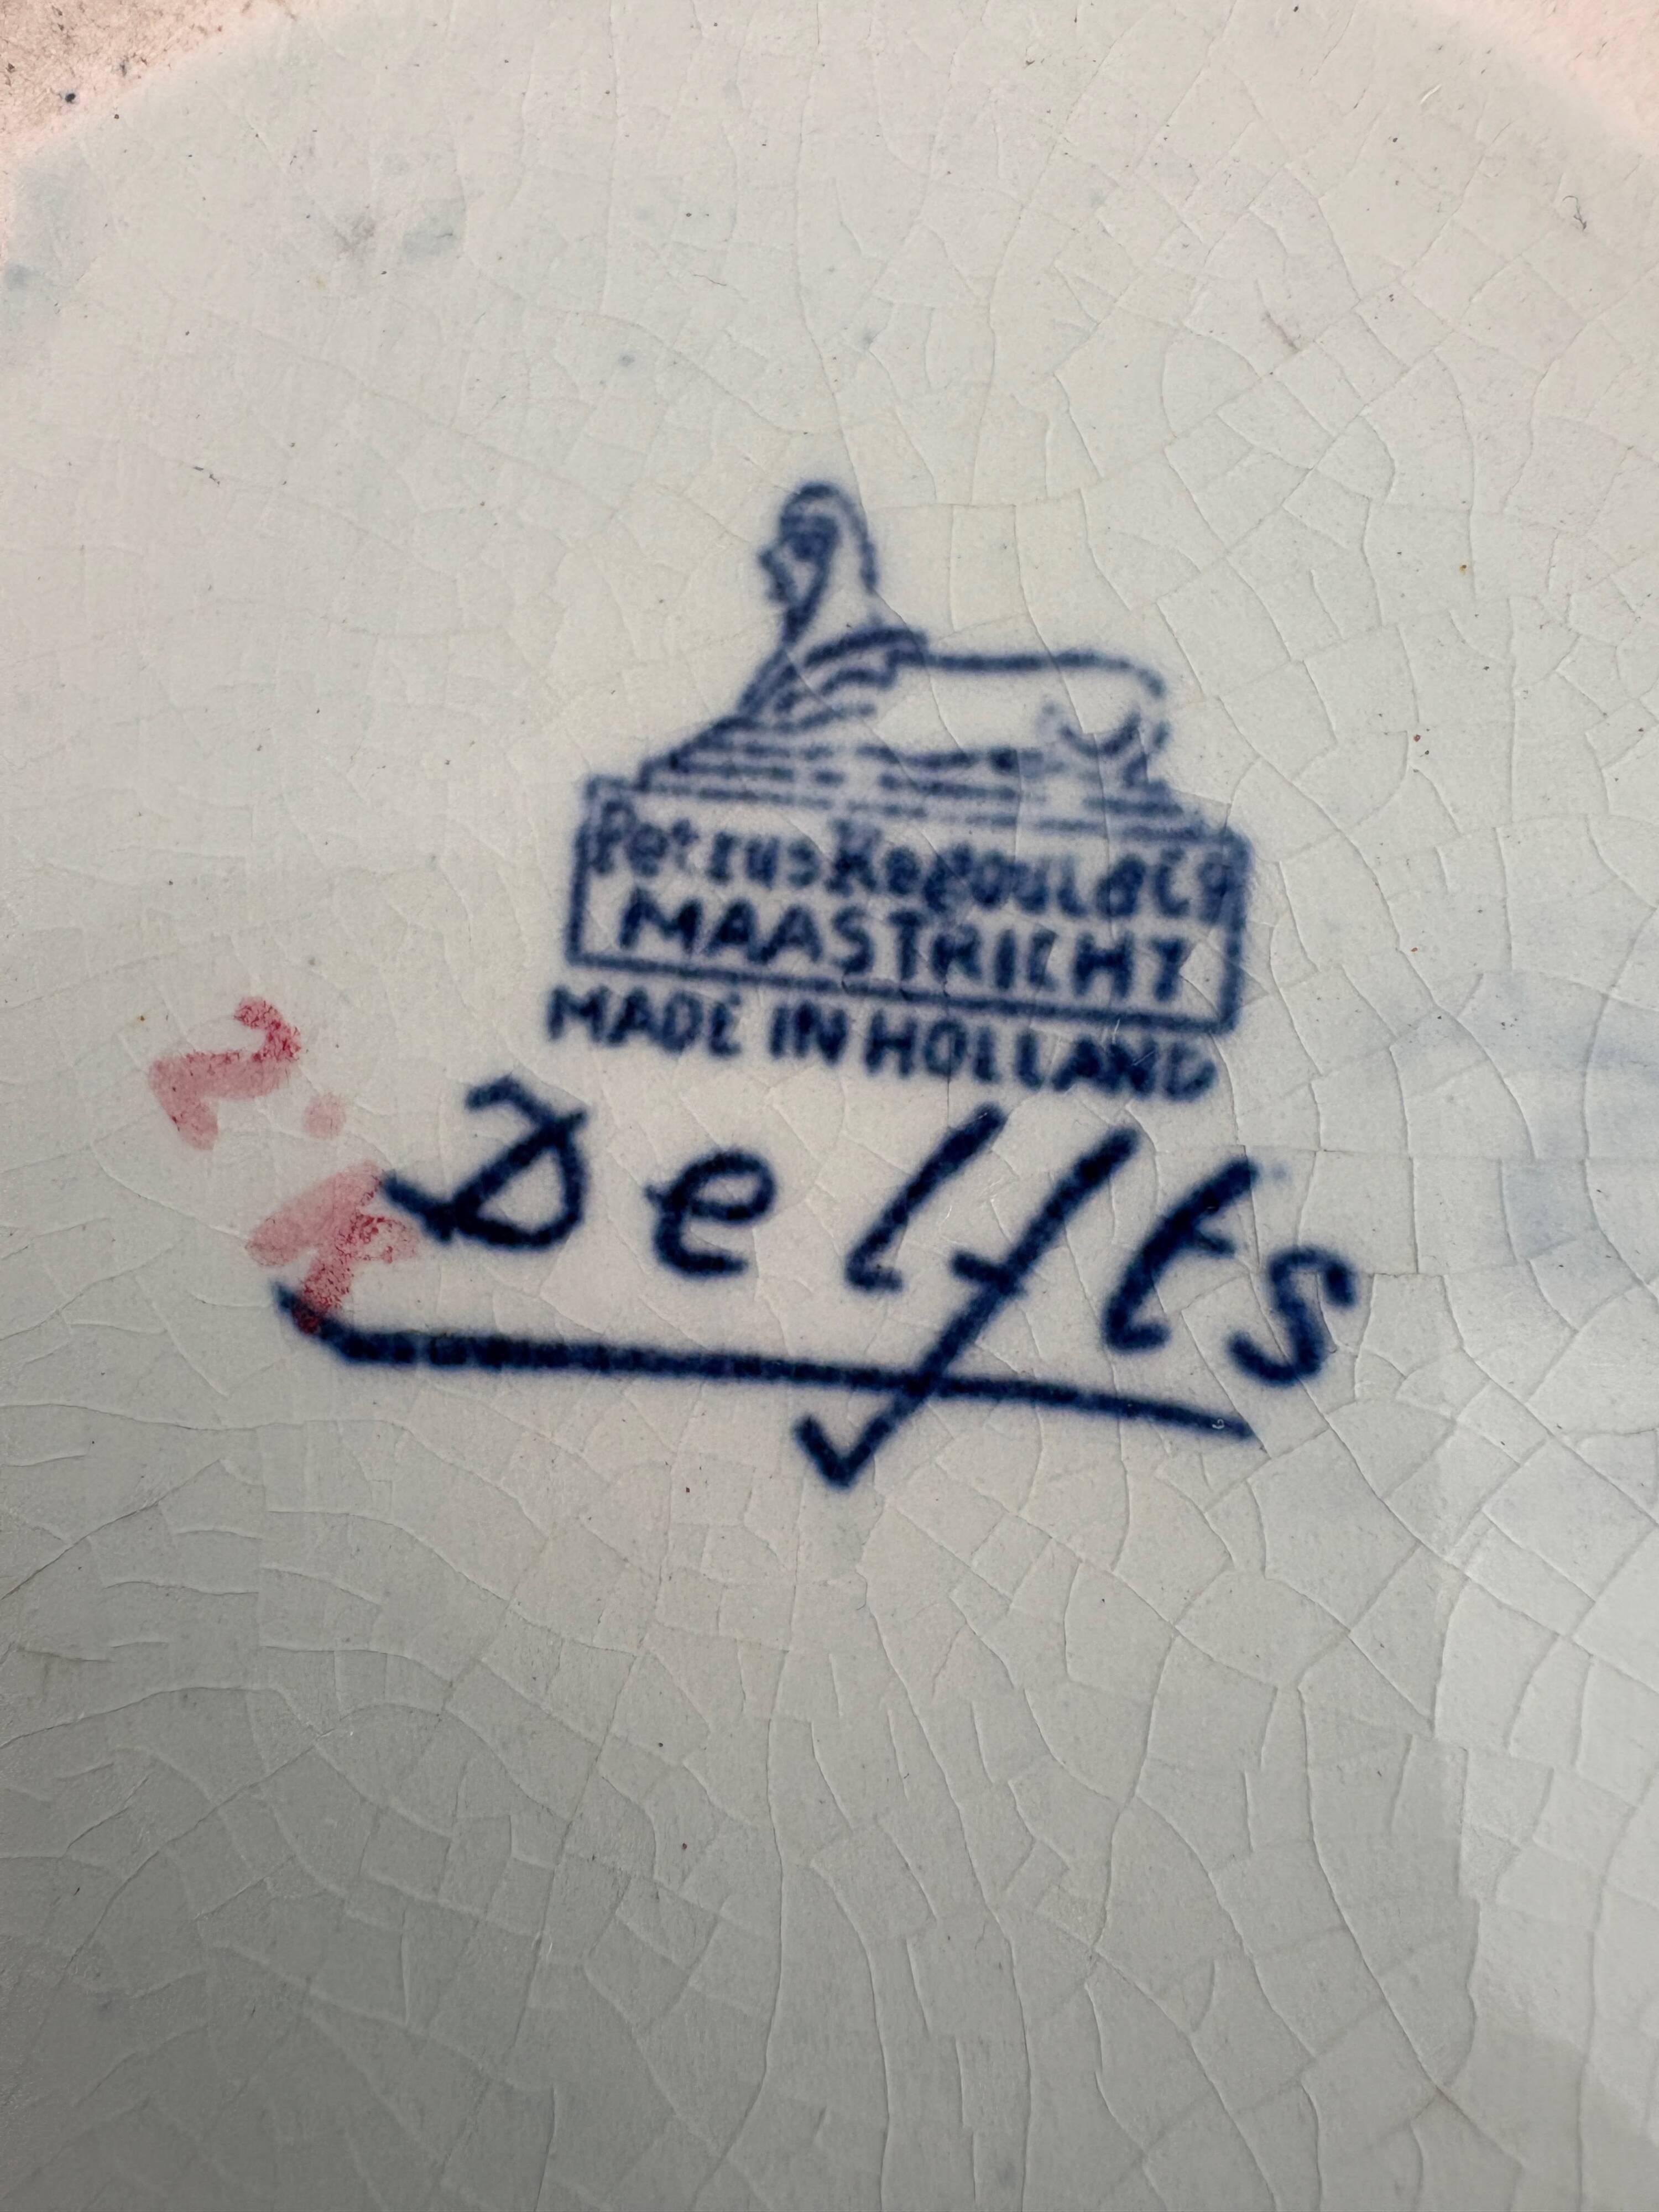 Petrus Regout & Co
MAASTRICHT
MADE IN HOLLAND
Delfts